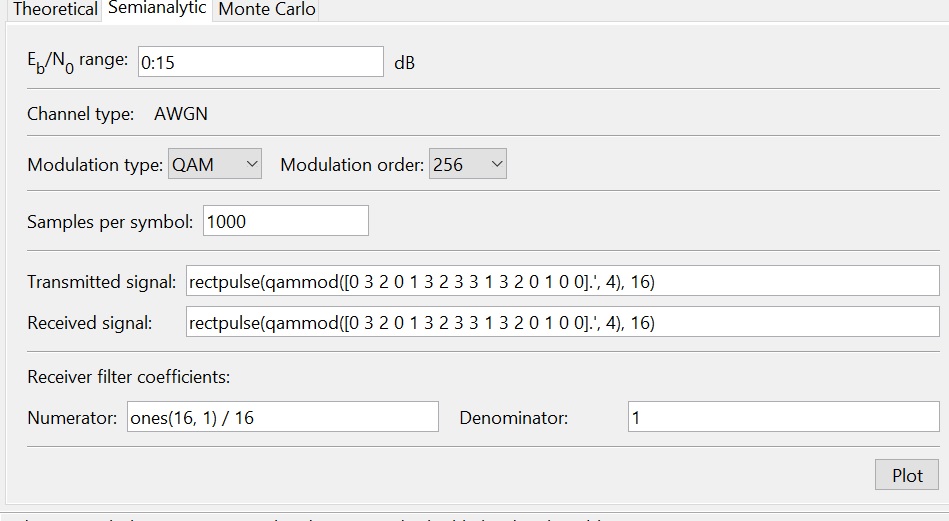 Theoretical Semianalytic Monte Carlo
Eb/N0 range: 0:15 dB
Channel type: AWGN
Modulation type: QAM Modulation order: 256
Samples per symbol: 1000
Transmitted signal: rectpulse(qammod([0 3 2 0 1 3 2 3 3 1 3 2 0 1 0 0].', 4), 16)
Received signal: rectpulse(qammod([0 3 2 0 1 3 2 3 3 1 3 2 0 1 0 0].', 4), 16)
Receiver filter coefficients:
Numerator: ones(16, 1) / 16 Denominator: 1
Plot